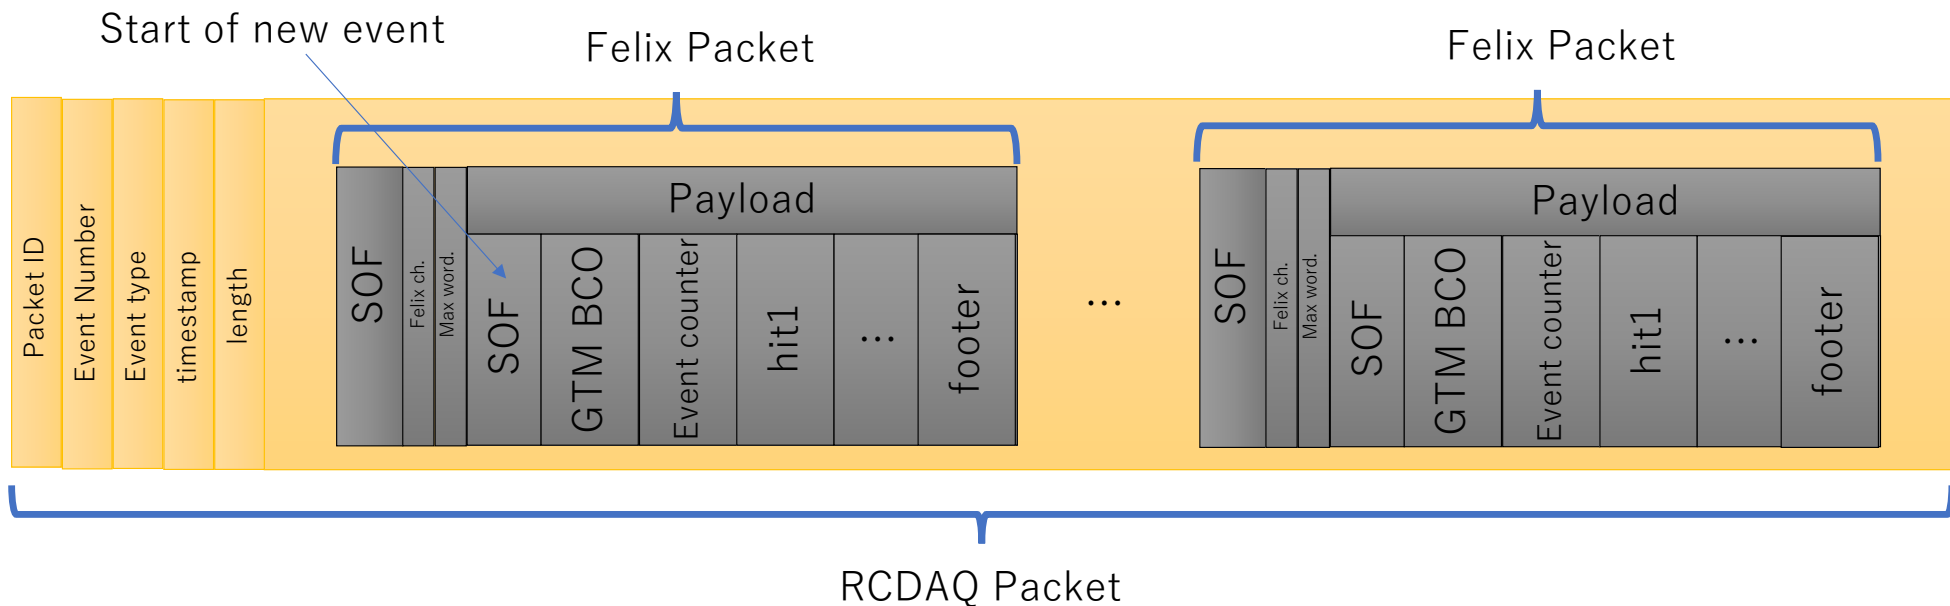 Start of new event
Felix Packet
Felix Packet
Packet ID
Event Number
Event type
timestamp
length
SOF
Felix ch.
Max word.
Payload
SOF
GTM BCO
Event counter
hit1
...
footer
...
SOF
Felix ch.
Max word.
Payload
SOF
GTM BCO
Event counter
hit1
...
footer
RCDAQ Packet